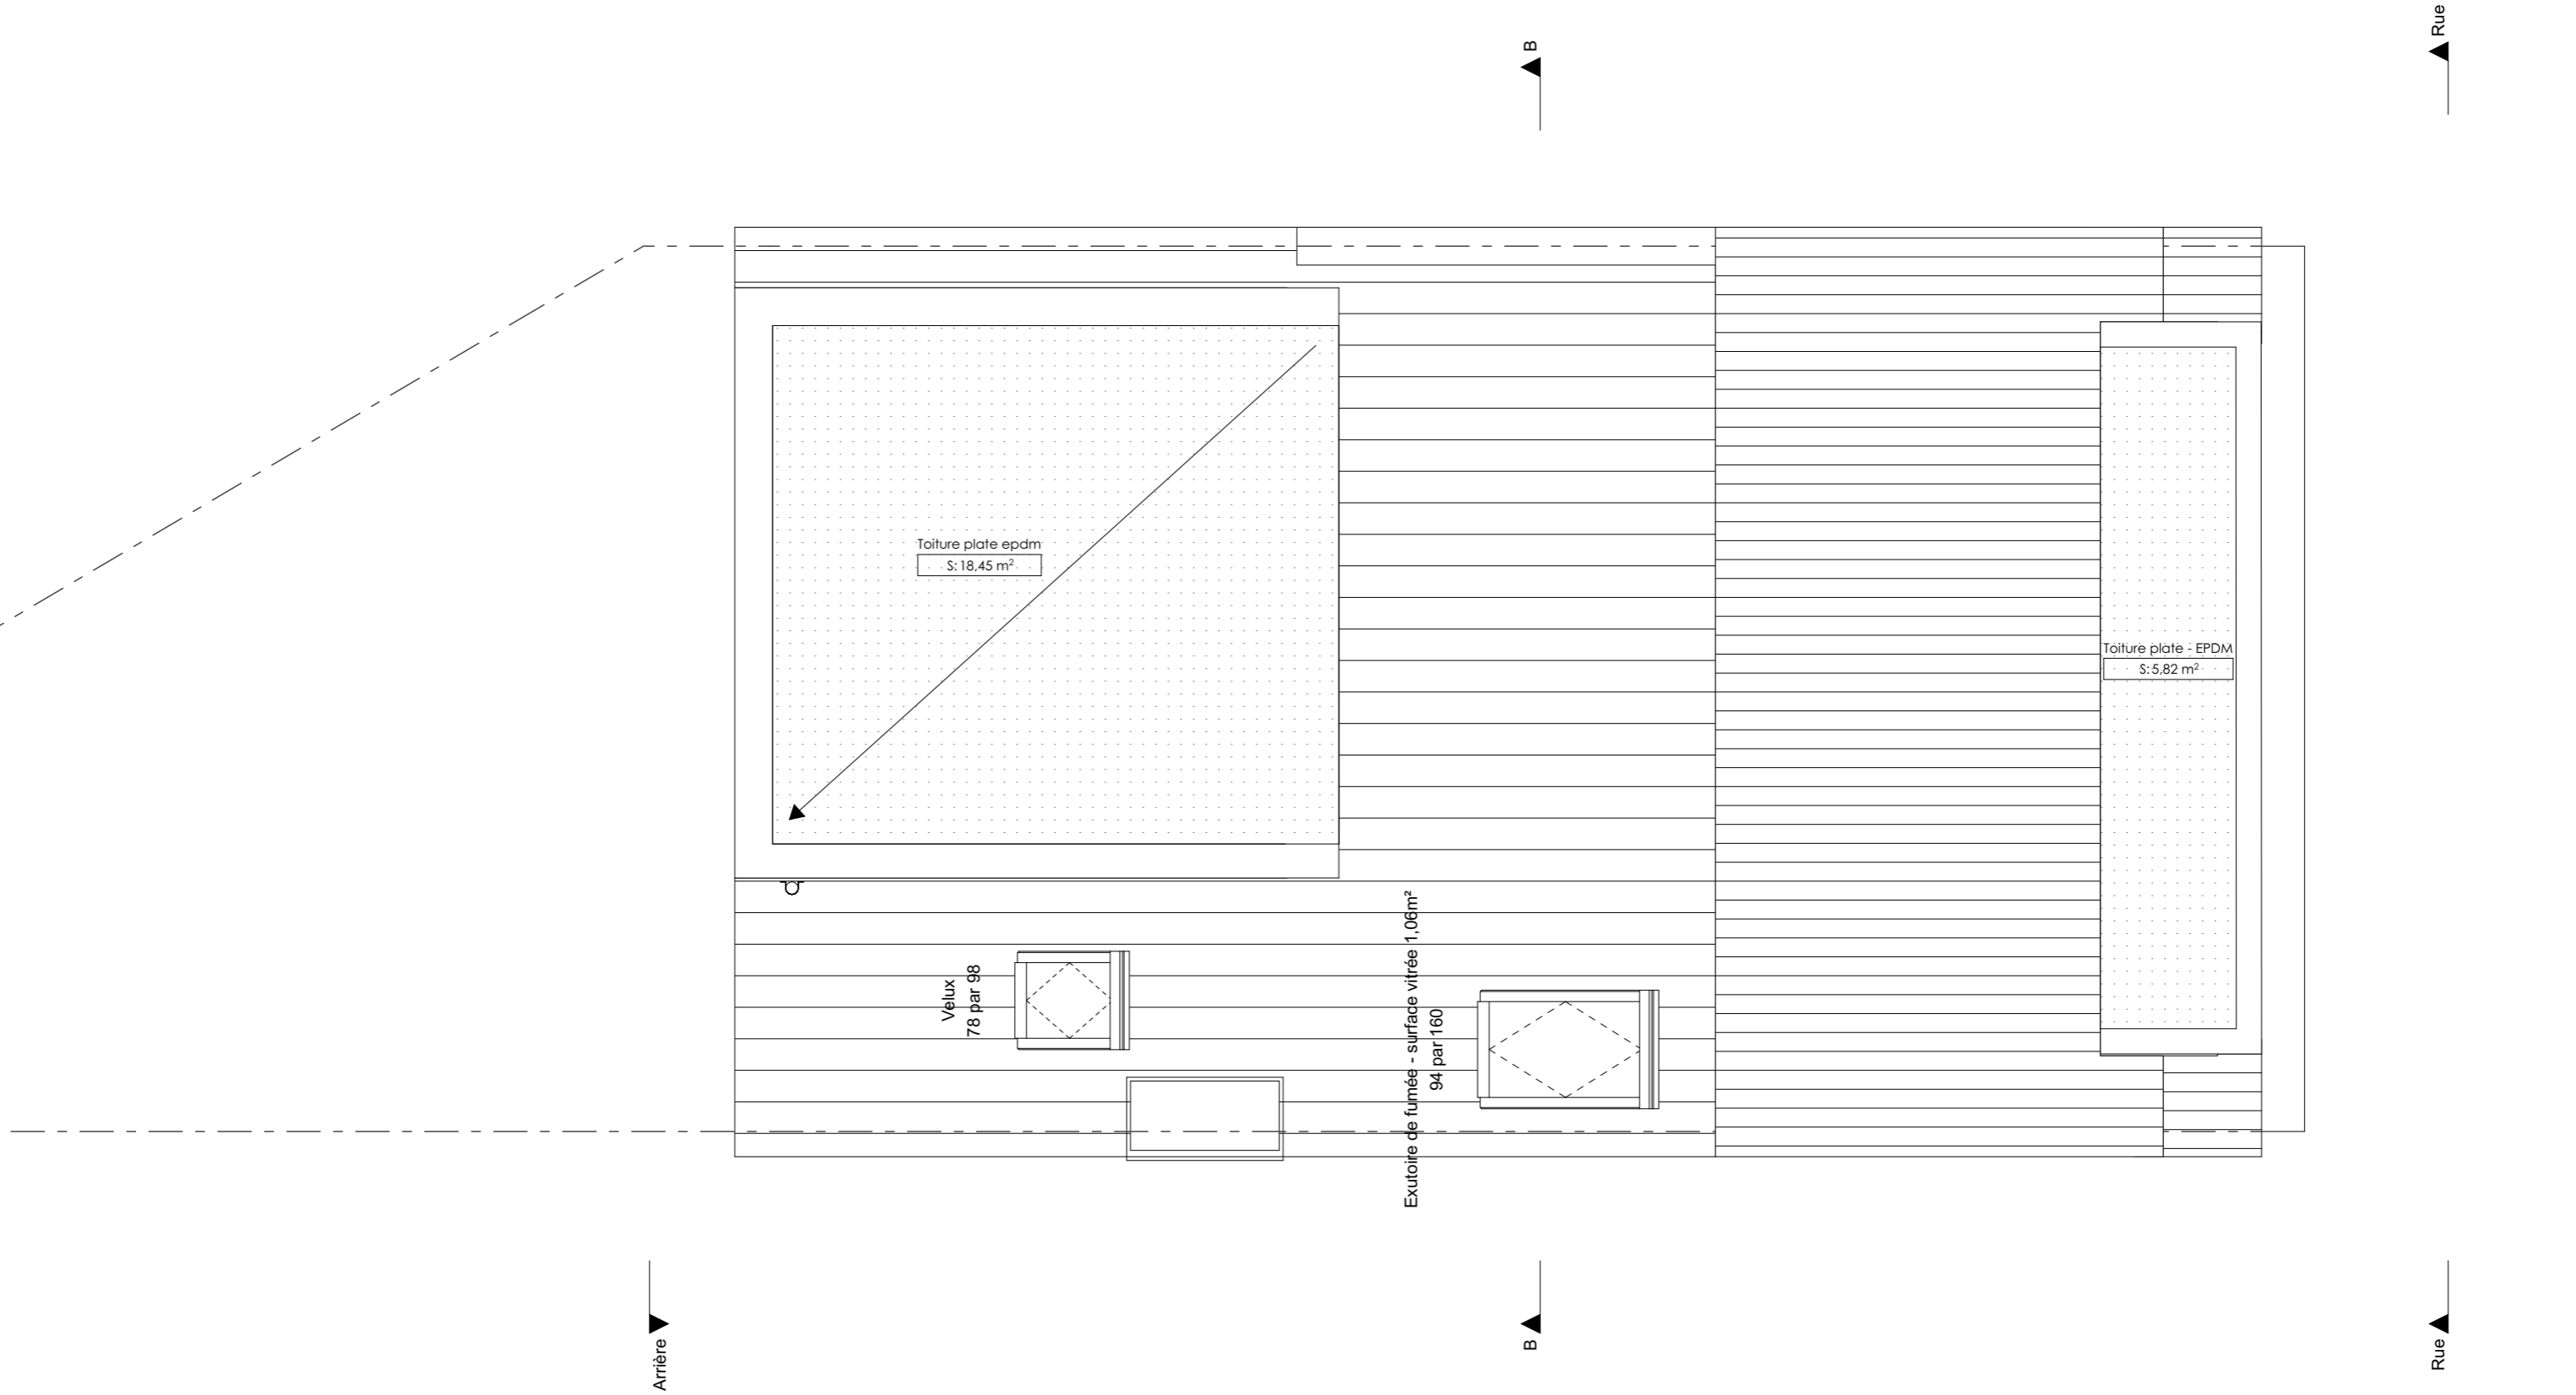 B
Rue
Toiture plate epdm
S: 18,45 m²
Toiture plate - EPDM
S: 5,82 m²
Velux
78 par 98
Exutoire de fumée - surface vitrée 1,06m²
94 par 160
Arrière
B
Rue